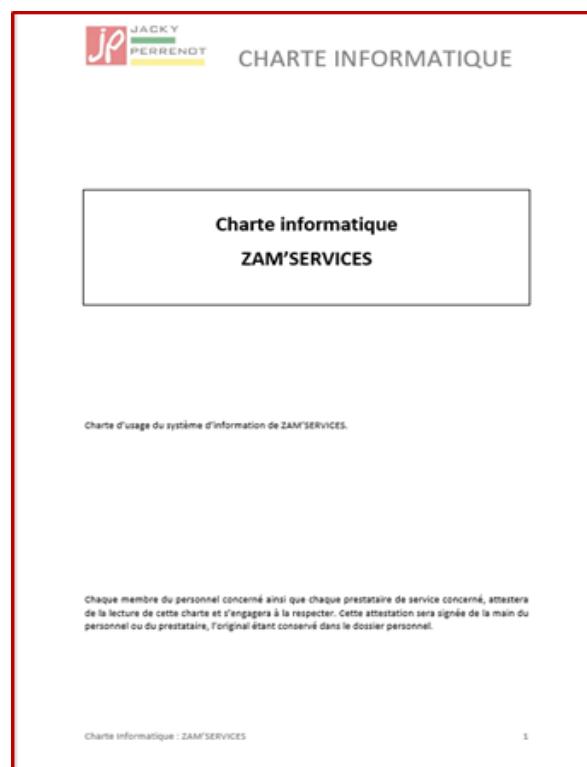 JACKY
PERRENOT
jp
CHARTE INFORMATIQUE
Charte informatique
ZAM'SERVICES
Charte d'usage du système d'information de ZAM'SERVICES.
Chaque membre du personnel concerné ainsi que chaque prestataire de service concerné, attestera
de la lecture de cette charte et s'engagera à la respecter. Cette attestation sera signée de la main du
personnel ou du prestataire, l'original étant conservé dans le dossier personnel.
Charte Informatique : ZAM'SERVICES 1